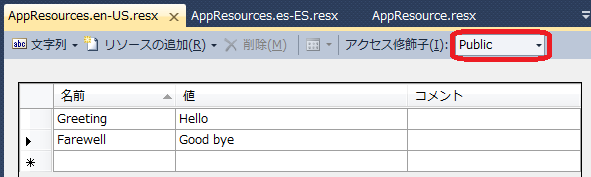 AppResources.en-US.resx × AppResources.es-ES.resx AppResource.resx
abc 文字列 リソースの追加(R) 削除(M) アクセス修飾子(I): Public
名前 値 コメント
Greeting Hello
Farewell Good bye